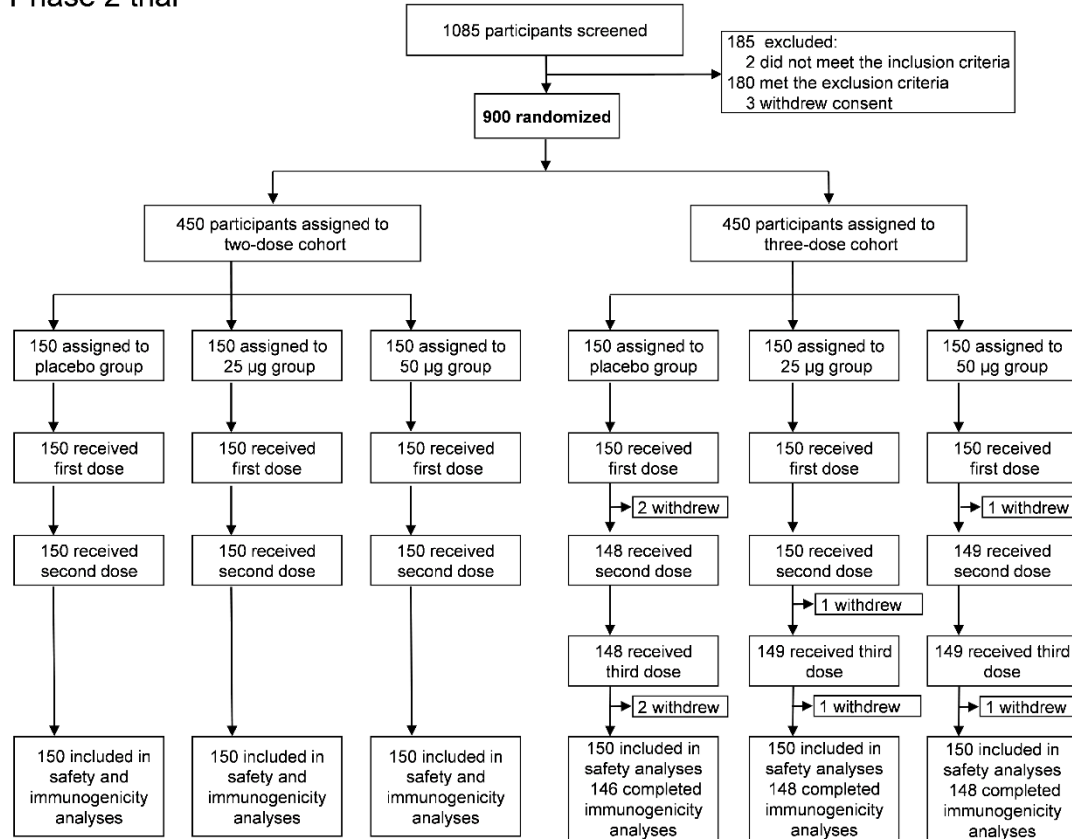 Phase 2 trial
1085 participants screened
185 excluded:
2 did not meet the inclusion criteria
180 met the exclusion criteria
3 withdrew consent
900 randomized
450 participants assigned to
two-dose cohort
450 participants assigned to
three-dose cohort
150 assigned to
placebo group
150 assigned to
25 µg group
150 assigned to
50 µg group
150 assigned to
placebo group
150 assigned to
25 µg group
150 assigned to
50 µg group
150 received
first dose
150 received
first dose
150 received
first dose
150 received
first dose
150 received
first dose
150 received
first dose
2 withdrew
1 withdrew
150 received
second dose
150 received
second dose
150 received
second dose
148 received
second dose
150 received
second dose
149 received
second dose
1 withdrew
148 received
third dose
149 received third
dose
149 received third
dose
2 withdrew
1 withdrew
1 withdrew
150 included in
safety and
immunogenicity
analyses
150 included in
safety and
immunogenicity
analyses
150 included in
safety and
immunogenicity
analyses
150 included in
safety analyses
146 completed
immunogenicity
analyses
150 included in
safety analyses
148 completed
immunogenicity
analyses
150 included in
safety analyses
148 completed
immunogenicity
analyses